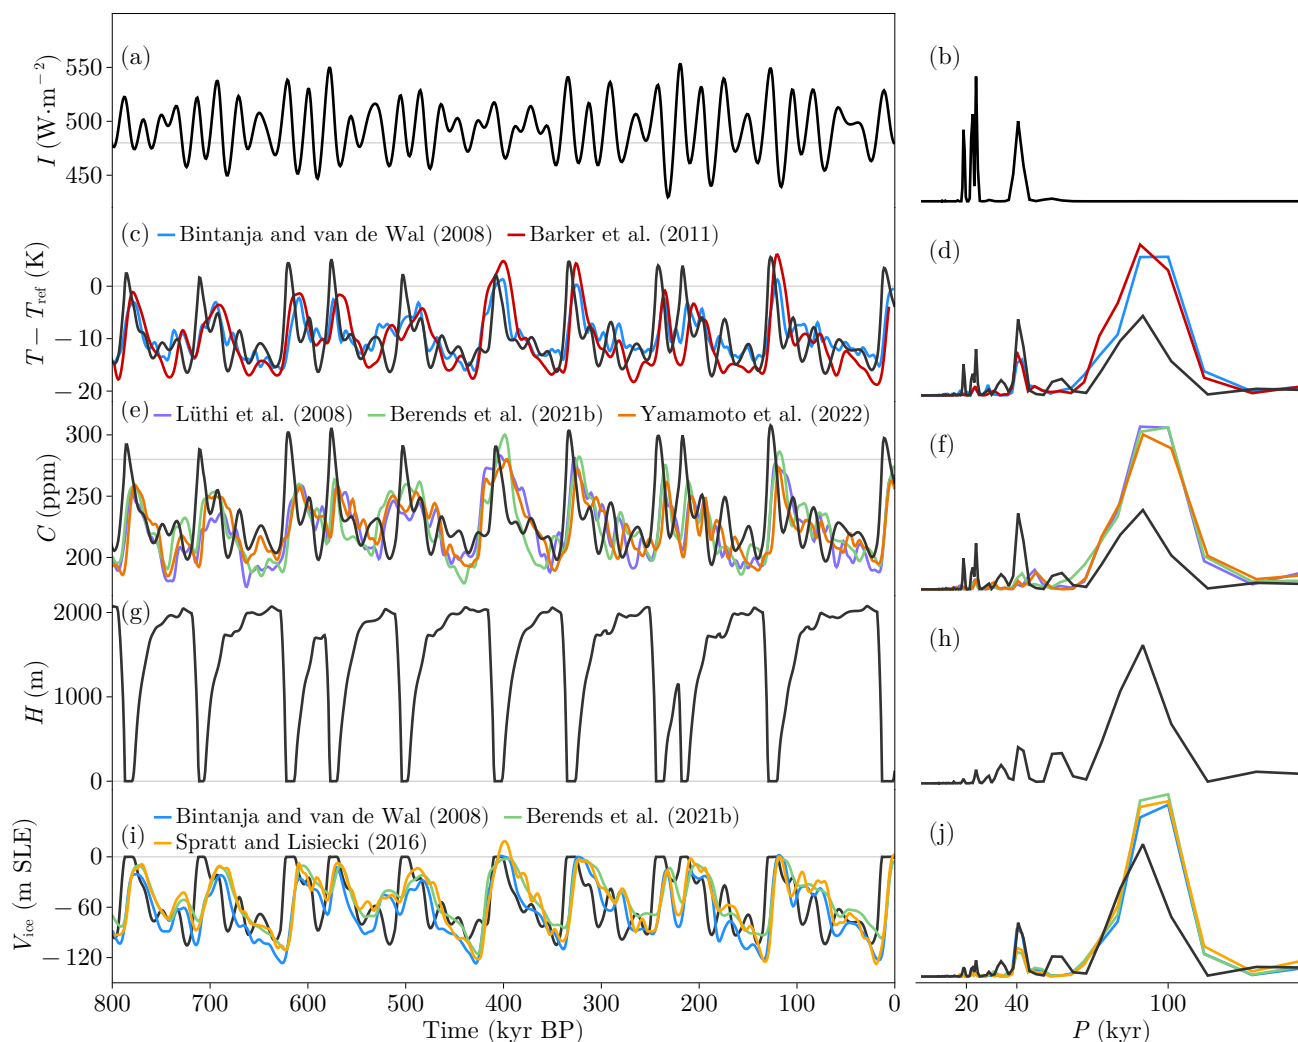 (a)
(b)
550
500
450
I (W·m⁻²)
(c) Bintanja and van de Wal (2008) Barker et al. (2011)
(d)
0
−10
−20
T − T_ref (K)
(e) Lüthi et al. (2008) Berends et al. (2021b) Yamamoto et al. (2022)
(f)
300
250
200
C (ppm)
(g)
(h)
2000
1000
0
H (m)
(i) Bintanja and van de Wal (2008) Berends et al. (2021b)
Spratt and Lisiecki (2016)
(j)
0
−60
−120
V_ice (m SLE)
800 700 600 500 400 300 200 100 0
20 40 100
Time (kyr BP)
P (kyr)